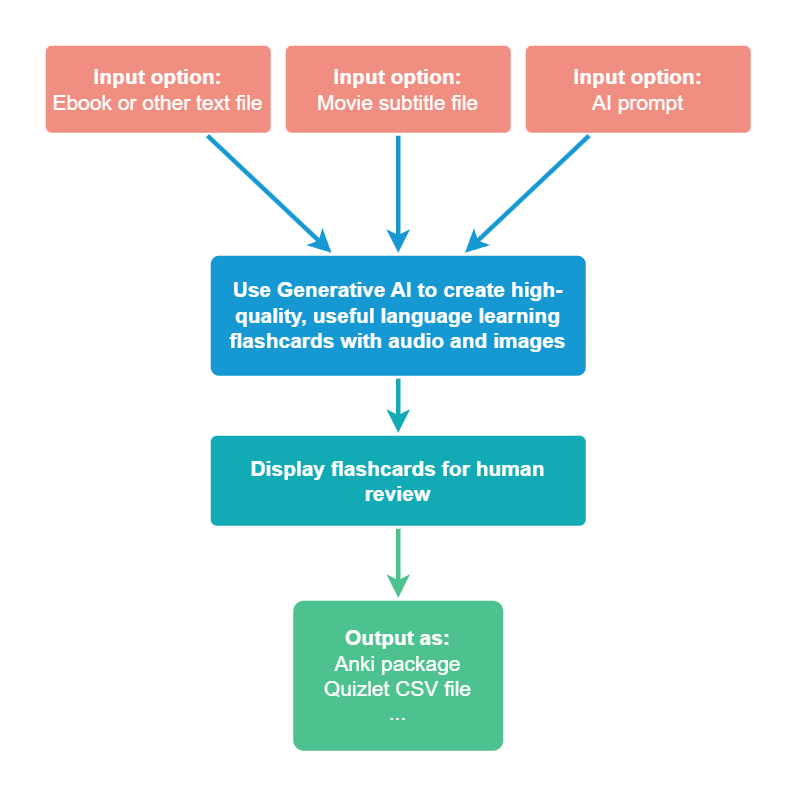 Input option:
Ebook or other text file
Input option:
Movie subtitle file
Input option:
AI prompt
Use Generative AI to create high-
quality, useful language learning
flashcards with audio and images
Display flashcards for human
review
Output as:
Anki package
Quizlet CSV file
...